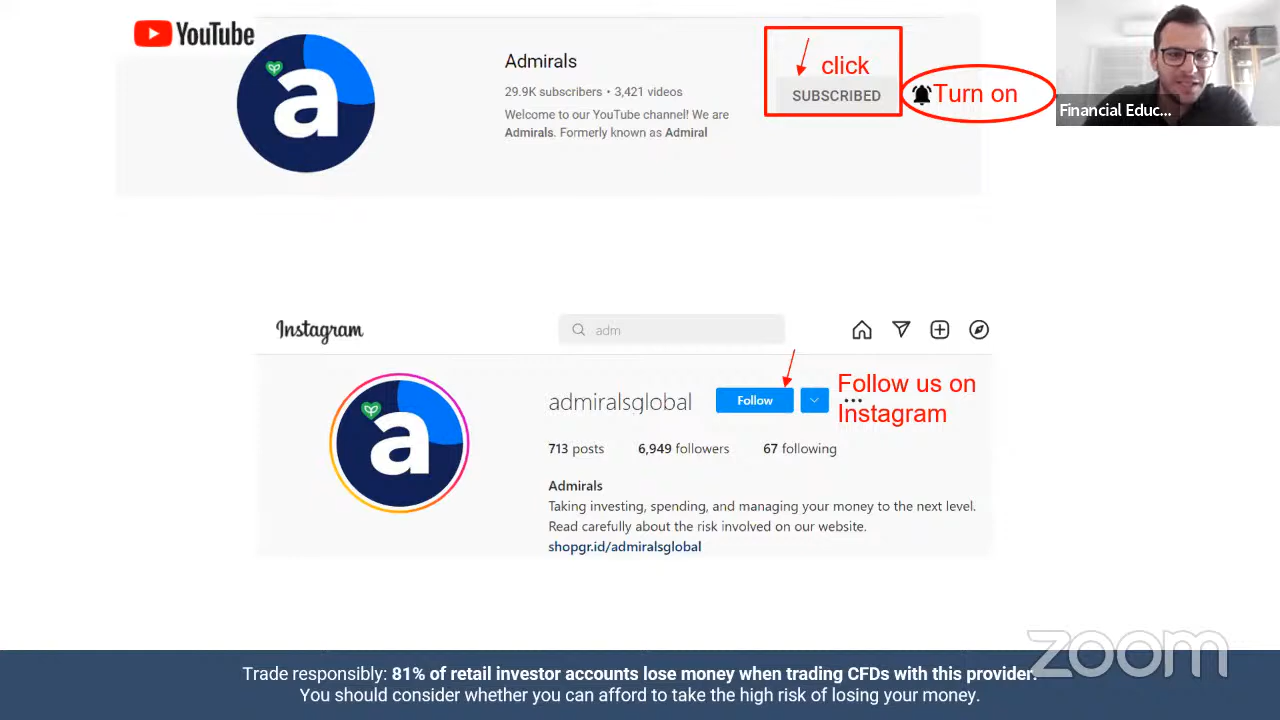 YouTube
Admirals
click
29.9K subscribers • 3,421 videos
SUBSCRIBED
Turn on
Financial Educ...
Welcome to our YouTube channel! We are
Admirals. Formerly known as Admiral
a
Instagram
adm
admiralsglobal
Follow
Follow us on
Instagram
713 posts 6,949 followers 67 following
a
Admirals
Taking investing, spending, and managing your money to the next level.
Read carefully about the risk involved on our website.
shopgr.id/admiralsglobal
zoom
Trade responsibly: 81% of retail investor accounts lose money when trading CFDs with this provider.
You should consider whether you can afford to take the high risk of losing your money.